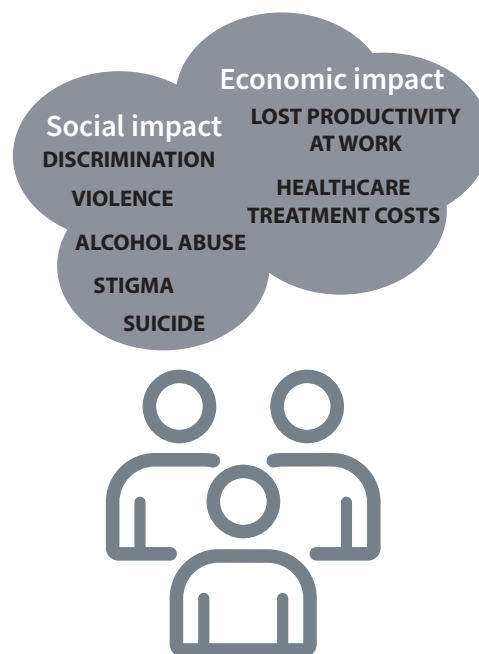 Social impact
DISCRIMINATION
VIOLENCE
ALCOHOL ABUSE
STIGMA
SUICIDE
Economic impact
LOST PRODUCTIVITY
AT WORK
HEALTHCARE
TREATMENT COSTS